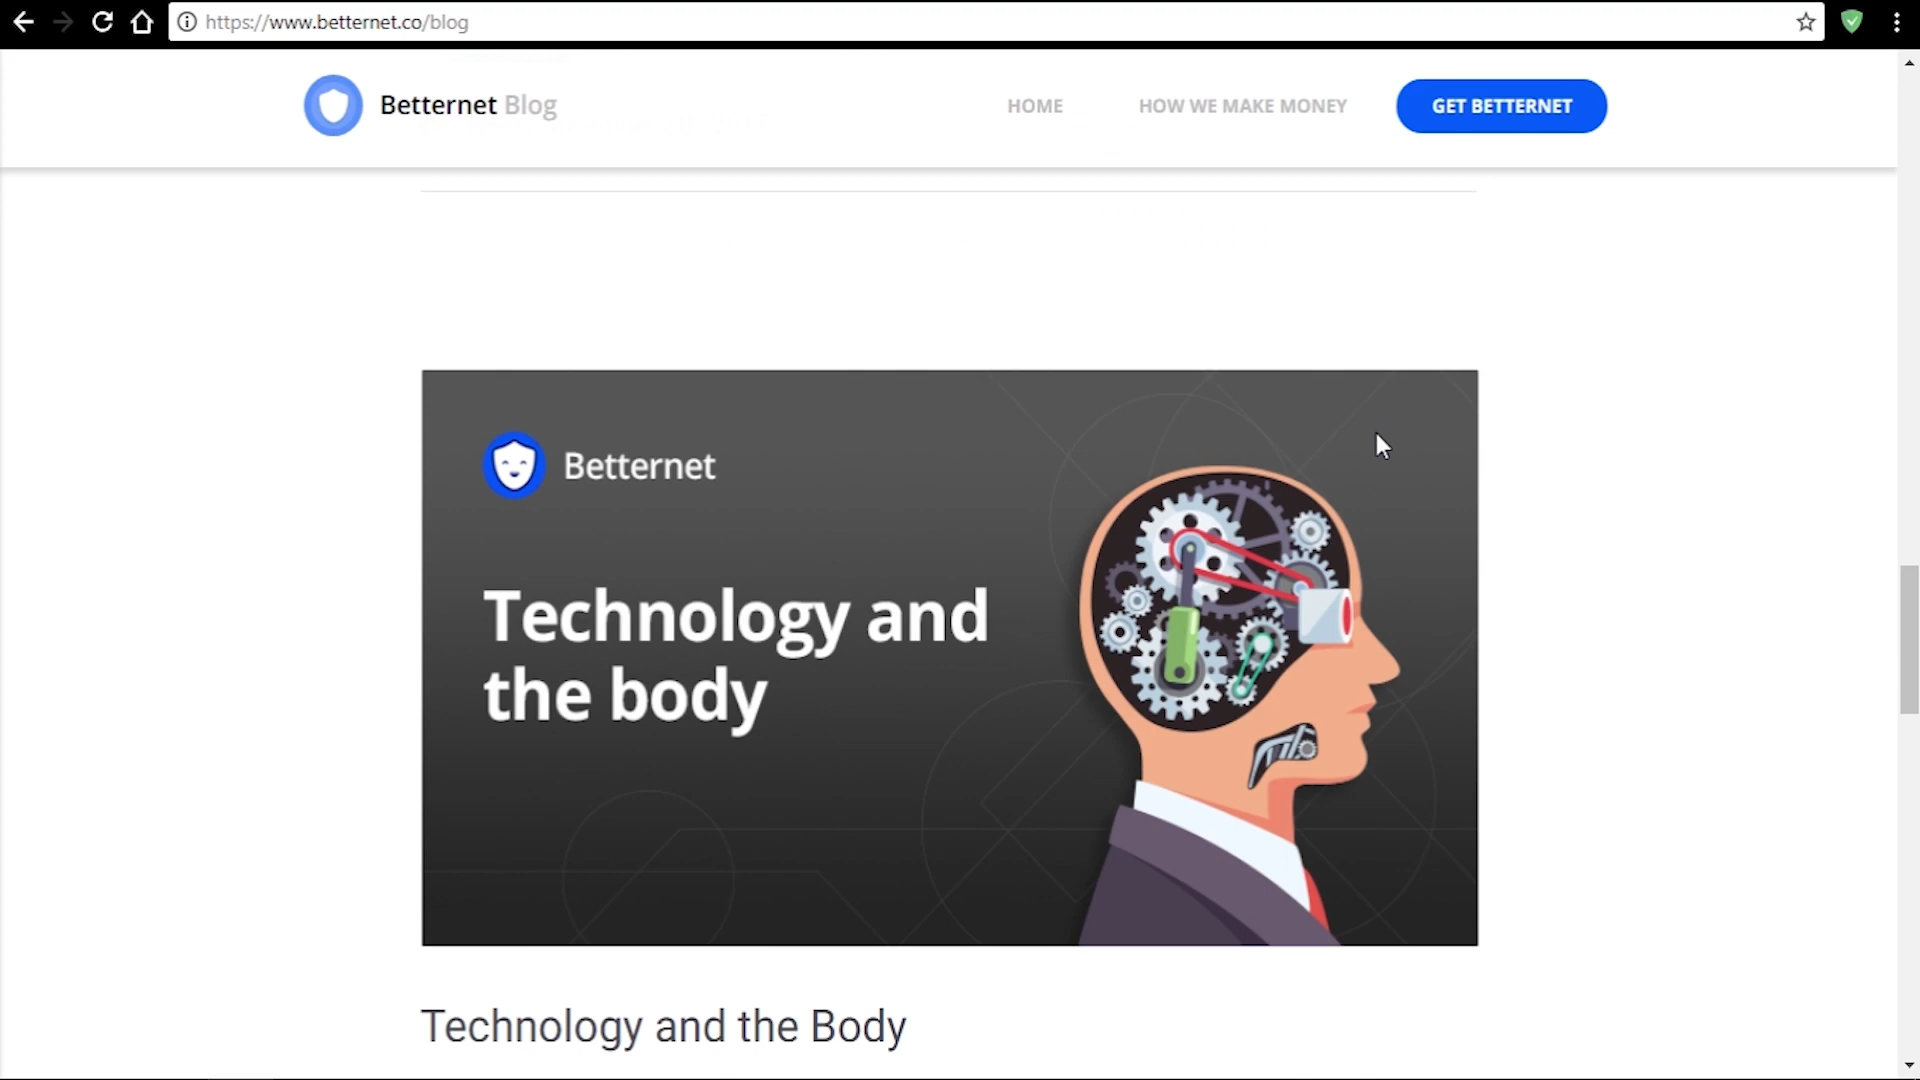 https://www.betternet.co/blog
Betternet Blog
HOME
HOW WE MAKE MONEY
GET BETTERNET
Betternet
Technology and
the body
Technology and the Body